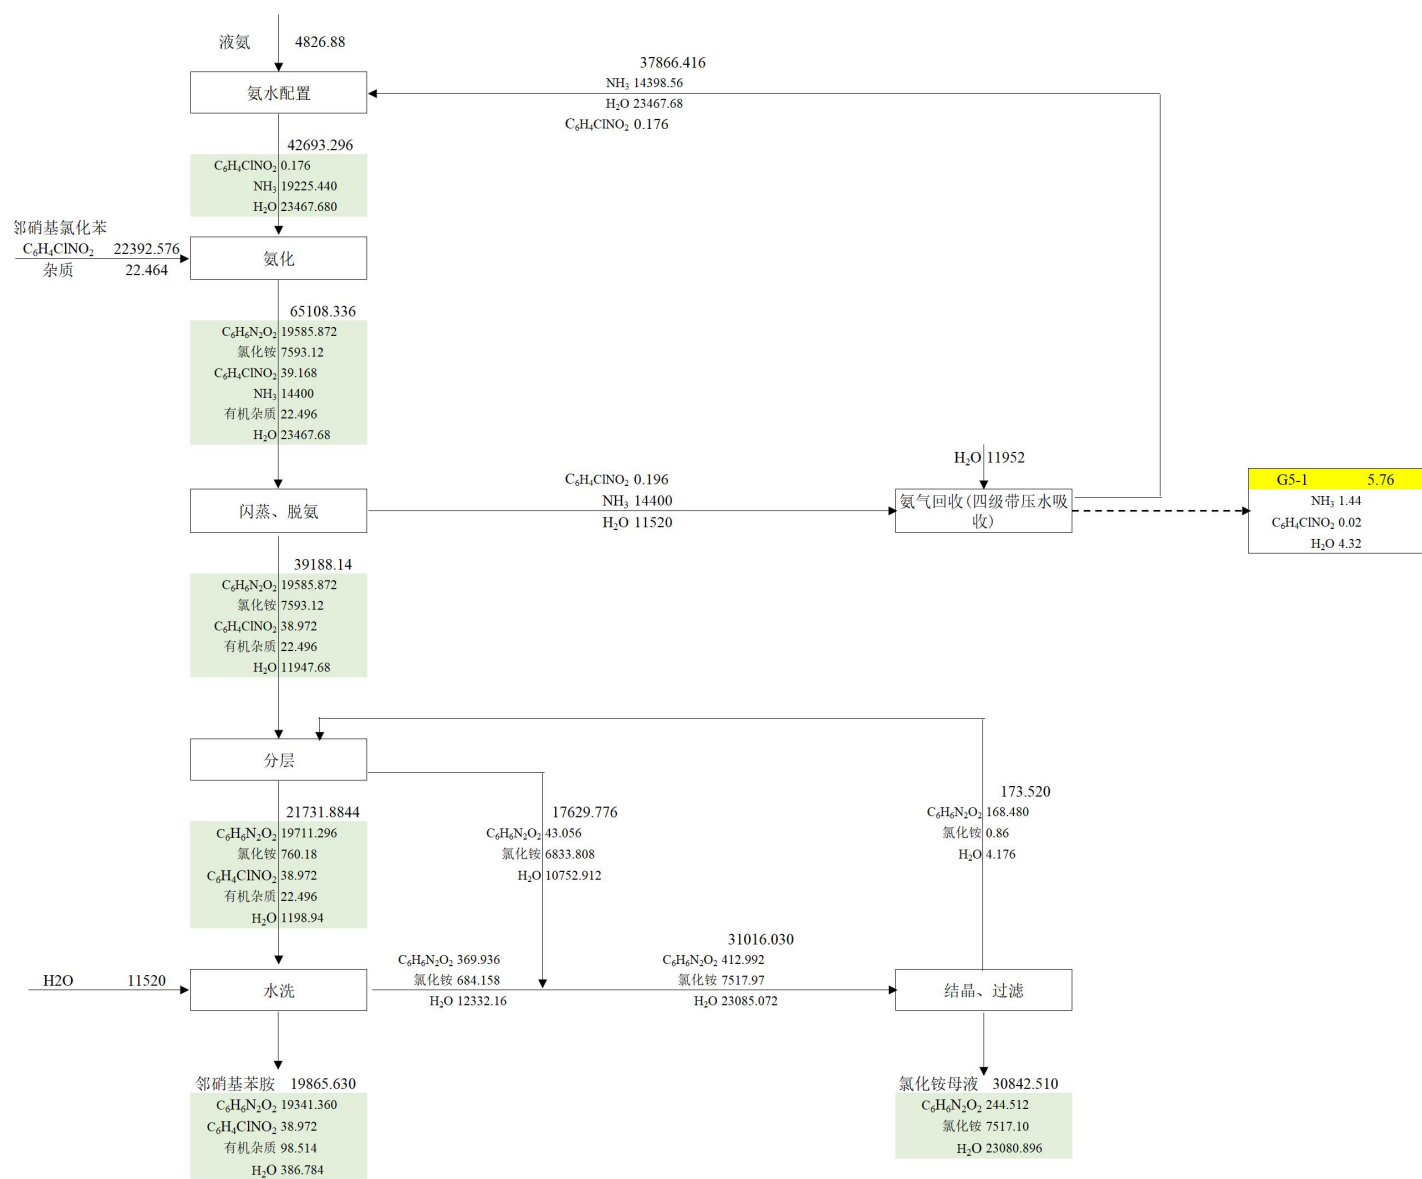 液氨 4826.88
氨水配置
37866.416
NH₃ 14398.56
H₂O 23467.68
C₆H₄ClNO₂ 0.176
42693.296
C₆H₄ClNO₂ 0.176
NH₃ 19225.440
H₂O 23467.680
邻硝基氯化苯
C₆H₄ClNO₂ 22392.576
杂质 22.464
氨化
65108.336
C₆H₆N₂O₂ 19585.872
氯化铵 7593.12
C₆H₄ClNO₂ 39.168
NH₃ 14400
有机杂质 22.496
H₂O 23467.68
闪蒸、脱氨
C₆H₄ClNO₂ 0.196
NH₃ 14400
H₂O 11520
H₂O 11952
氨气回收（四级带压水吸
收）
G5-1 5.76
NH₃ 1.44
C₆H₄ClNO₂ 0.02
H₂O 4.32
39188.14
C₆H₆N₂O₂ 19585.872
氯化铵 7593.12
C₆H₄ClNO₂ 38.972
有机杂质 22.496
H₂O 11947.68
分层
21731.8844
C₆H₆N₂O₂ 19711.296
氯化铵 760.18
C₆H₄ClNO₂ 38.972
有机杂质 22.496
H₂O 1198.94
17629.776
C₆H₆N₂O₂ 43.056
氯化铵 6833.808
H₂O 10752.912
173.520
C₆H₆N₂O₂ 168.480
氯化铵 0.86
H₂O 4.176
H2O 11520
水洗
C₆H₆N₂O₂ 369.936
氯化铵 684.158
H₂O 12332.16
31016.030
C₆H₆N₂O₂ 412.992
氯化铵 7517.97
H₂O 23085.072
结晶、过滤
邻硝基苯胺 19865.630
C₆H₆N₂O₂ 19341.360
C₆H₄ClNO₂ 38.972
有机杂质 98.514
H₂O 386.784
氯化铵母液 30842.510
C₆H₆N₂O₂ 244.512
氯化铵 7517.10
H₂O 23080.896